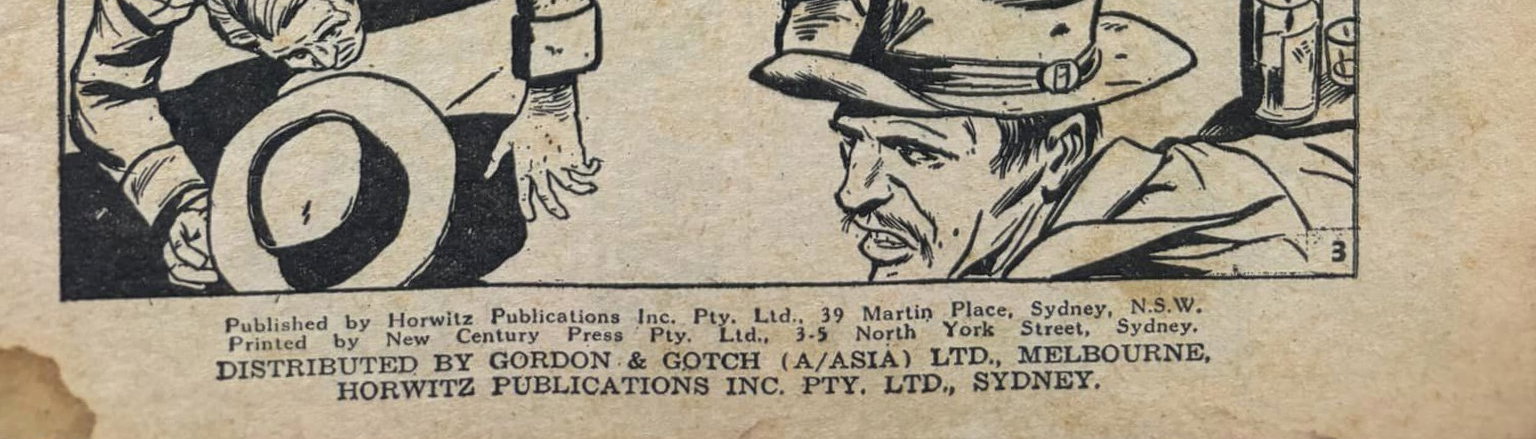 3
Published by Horwitz Publications Inc. Pty. Ltd., 39 Martin Place, Sydney, N.S.W.
Printed by New Century Press Pty. Ltd., 3-5 North York Street, Sydney.
DISTRIBUTED BY GORDON & GOTCH (A/ASIA) LTD., MELBOURNE,
HORWITZ PUBLICATIONS INC. PTY. LTD., SYDNEY.